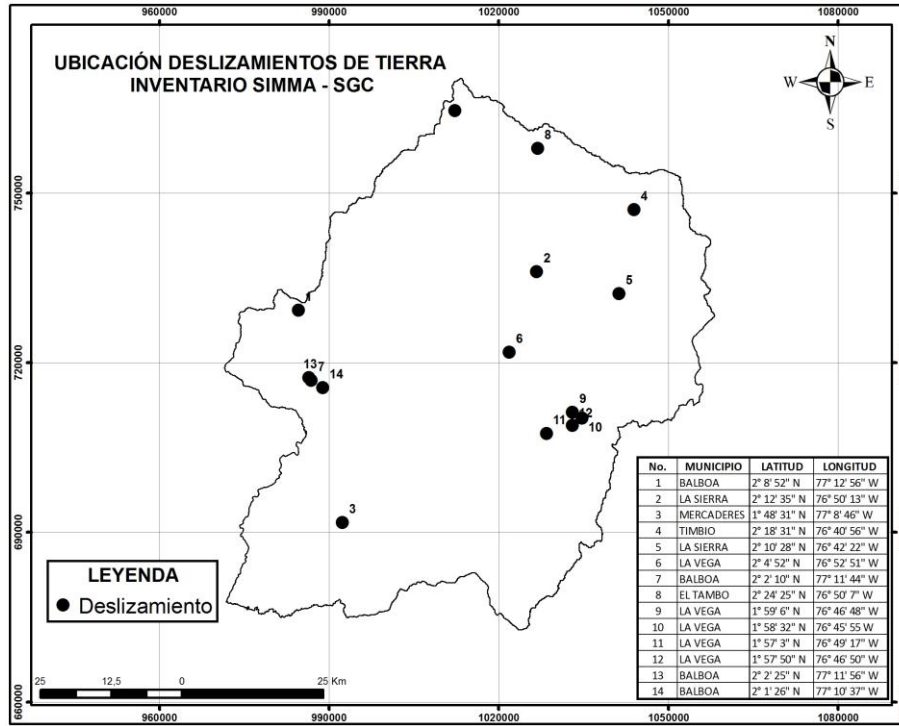 960000 990000 1020000 1050000 1080000
UBICACIÓN DESLIZAMIENTOS DE TIERRA
INVENTARIO SIMMA - SGC
N
W E
S
8
750000 750000
4
2
5
1
6
720000 720000
13 7
14
9
11 12
10
3
690000 690000
No. MUNICIPIO LATITUD LONGITUD
1 BALBOA 2° 8' 52" N 77° 12' 56" W
2 LA SIERRA 2° 12' 35" N 76° 50' 13" W
3 MERCADERES 1° 48' 31" N 77° 8' 46" W
4 TIMBIO 2° 18' 31" N 76° 40' 56" W
5 LA SIERRA 2° 10' 28" N 76° 42' 22" W
6 LA VEGA 2° 4' 52" N 76° 52' 51" W
7 BALBOA 2° 2' 10" N 77° 11' 44" W
8 EL TAMBO 2° 24' 25" N 76° 50' 7" W
9 LA VEGA 1° 59' 6" N 76° 46' 48" W
10 LA VEGA 1° 58' 32" N 76° 45' 55 W
11 LA VEGA 1° 57' 3" N 76° 49' 17" W
12 LA VEGA 1° 57' 50" N 76° 46' 50" W
13 BALBOA 2° 2' 25" N 77° 11' 56" W
14 BALBOA 2° 1' 26" N 77° 10' 37" W
LEYENDA
Deslizamiento
25 12,5 0 25 Km
660000 660000
960000 990000 1020000 1050000 1080000